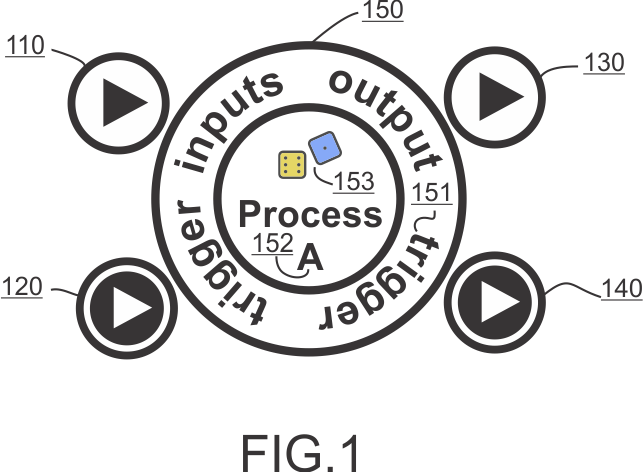 150
110
130
inputs
output
153
151
Process
A
152
trigger
trigger
120
140
FIG.1